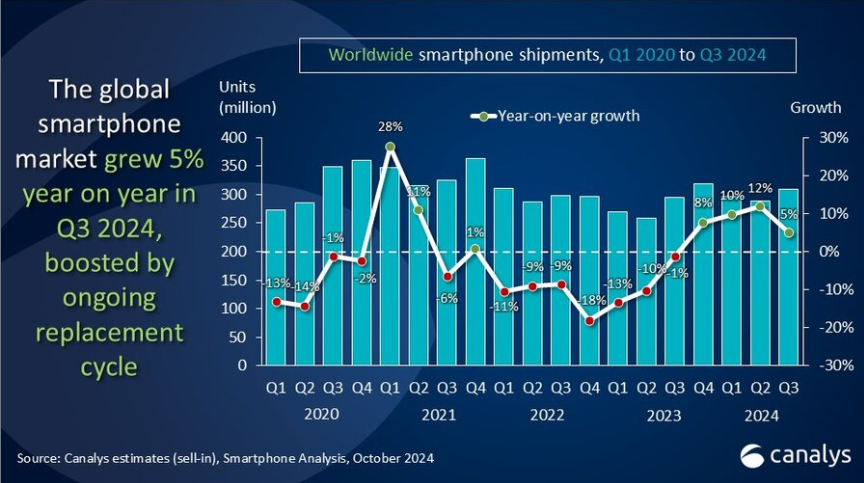 Worldwide smartphone shipments, Q1 2020 to Q3 2024
The global
smartphone
market grew 5%
year on year in
Q3 2024,
boosted by
ongoing
replacement
cycle
Units
(million)
Growth
Year-on-year growth
400
350
300
250
200
150
100
50
0
30%
20%
10%
0%
-10%
-20%
-30%
-13%
-14%
-1%
-2%
28%
11%
-6%
1%
-11%
-9%
-9%
-18%
-13%
-10%
-1%
8%
10%
12%
5%
Q1 Q2 Q3 Q4 Q1 Q2 Q3 Q4 Q1 Q2 Q3 Q4 Q1 Q2 Q3 Q4 Q1 Q2 Q3
2020 2021 2022 2023 2024
Source: Canalys estimates (sell-in), Smartphone Analysis, October 2024
canalys